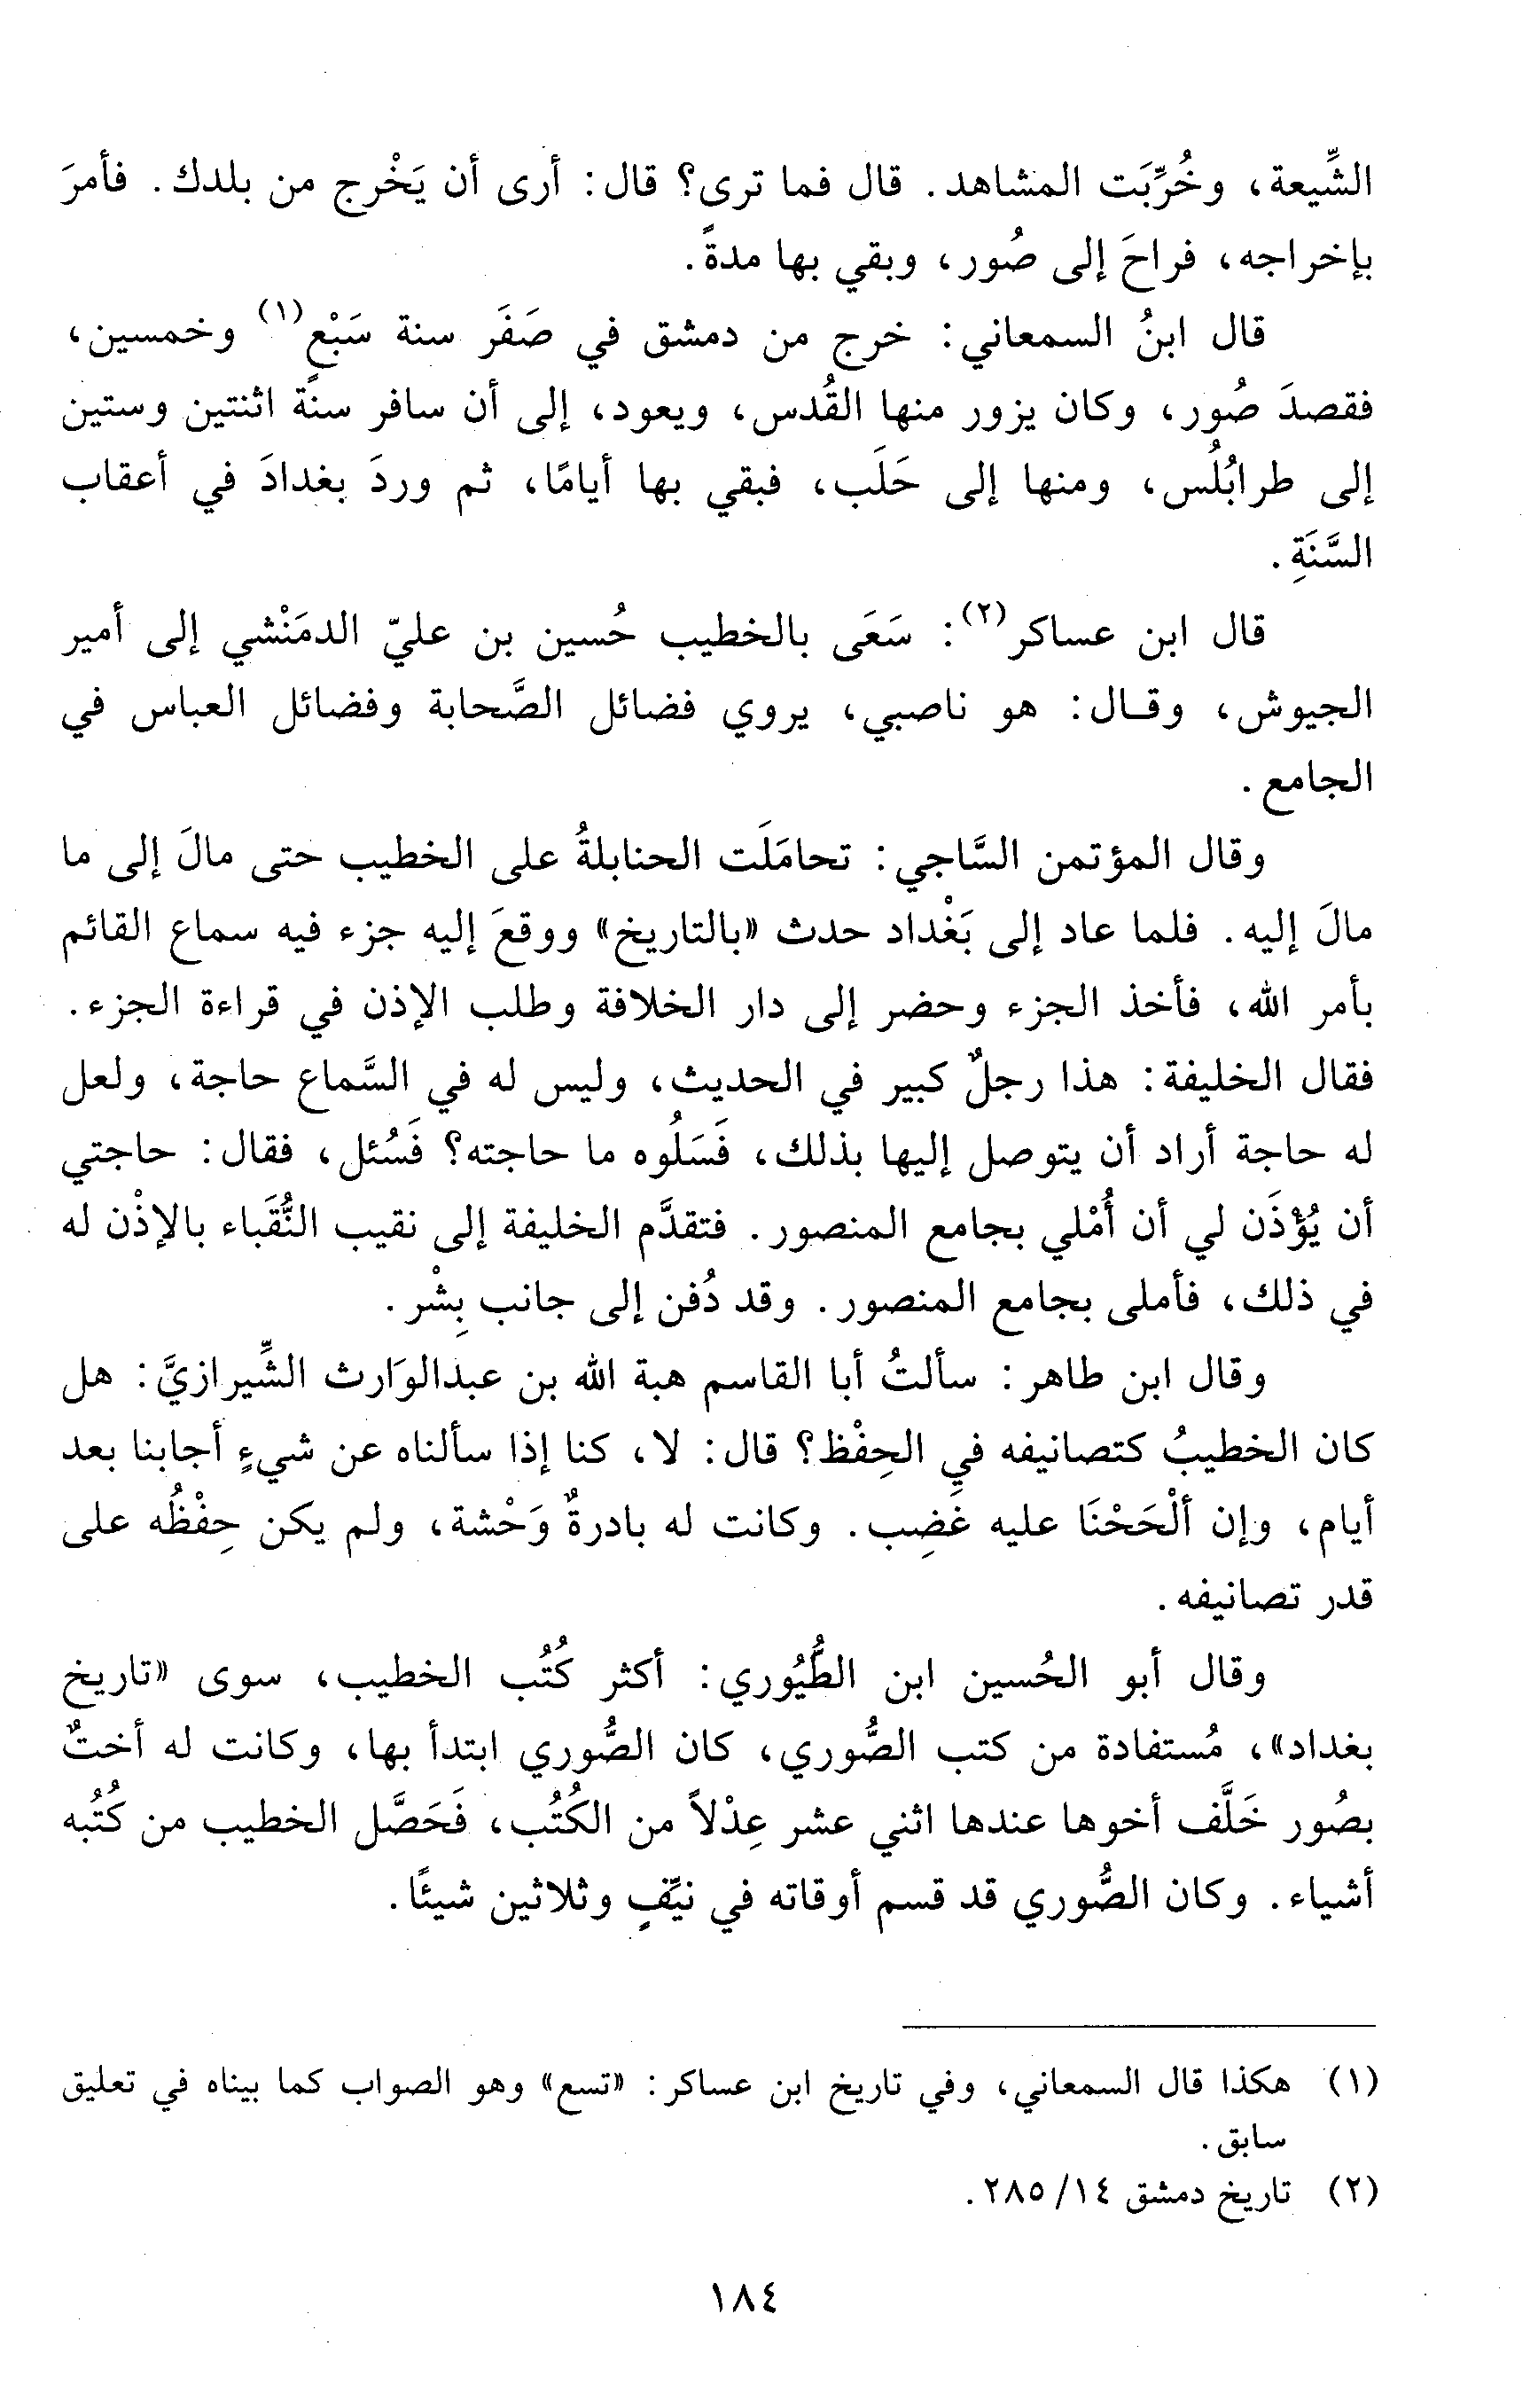 الشِّيعة، وخُرِّبَت المشاهد. قال فما ترى؟ قال: أرى أن يَخْرج من بلدك. فأمرَ
بإخراجه، فراحَ إلى صُور، وبقي بها مدةً.
قال ابنُ السمعاني: خرج من دمشق في صَفَر سنة سَبْعٍ(١) وخمسين،
فقصدَ صُور، وكان يزور منها القُدس، ويعود، إلى أن سافر سنة اثنتين وستين
إلى طرابُلُس، ومنها إلى حَلَب، فبقي بها أيامًا، ثم وردَ بغدادَ في أعقاب
السَّنَةِ.
قال ابن عساكر(٢): سَعَى بالخطيب حُسين بن عليّ الدمَنْشي إلى أمير
الجيوش، وقال: هو ناصبي، يروي فضائل الصَّحابة وفضائل العباس في
الجامع.
وقال المؤتمن السَّاجي: تحامَلَت الحنابلةُ على الخطيب حتى مالَ إلى ما
مالَ إليه. فلما عاد إلى بَغْداد حدث «بالتاريخ» ووقعَ إليه جزء فيه سماع القائم
بأمر الله، فأخذ الجزء وحضر إلى دار الخلافة وطلب الإذن في قراءة الجزء.
فقال الخليفة: هذا رجلٌ كبير في الحديث، وليس له في السَّماع حاجة، ولعل
له حاجة أراد أن يتوصل إليها بذلك، فَسَلُوه ما حاجته؟ فَسُئل، فقال: حاجتي
أن يُؤْذَن لي أن أُمْلي بجامع المنصور. فتقدَّم الخليفة إلى نقيب النُّقَباء بالإذْن له
في ذلك، فأملى بجامع المنصور. وقد دُفن إلى جانب بِشْر.
وقال ابن طاهر: سألتُ أبا القاسم هبة الله بن عبدالوَارث الشِّيرازيَّ: هل
كان الخطيبُ كتصانيفه في الحِفْظ؟ قال: لا، كنا إذا سألناه عن شيءٍ أجابنا بعد
أيام، وإن ألْحَحْنَا عليه غَضِب. وكانت له بادرةٌ وَحْشة، ولم يكن حِفْظُه على
قدر تصانيفه.
وقال أبو الحُسين ابن الطُّيُوري: أكثر كُتُب الخطيب، سوى «تاريخ
بغداد»، مُستفادة من كتب الصُّوري، كان الصُّوري ابتدأ بها، وكانت له أختٌ
بصُور خَلَّف أخوها عندها اثني عشر عِدْلاً من الكُتُب، فَحَصَّل الخطيب من كُتُبه
أشياء. وكان الصُّوري قد قسم أوقاته في نيِّفٍ وثلاثين شيئًا.
(١) هكذا قال السمعاني، وفي تاريخ ابن عساكر: «تسع» وهو الصواب كما بيناه في تعليق
سابق.
(٢) تاريخ دمشق ١٤/ ٢٨٥.
١٨٤